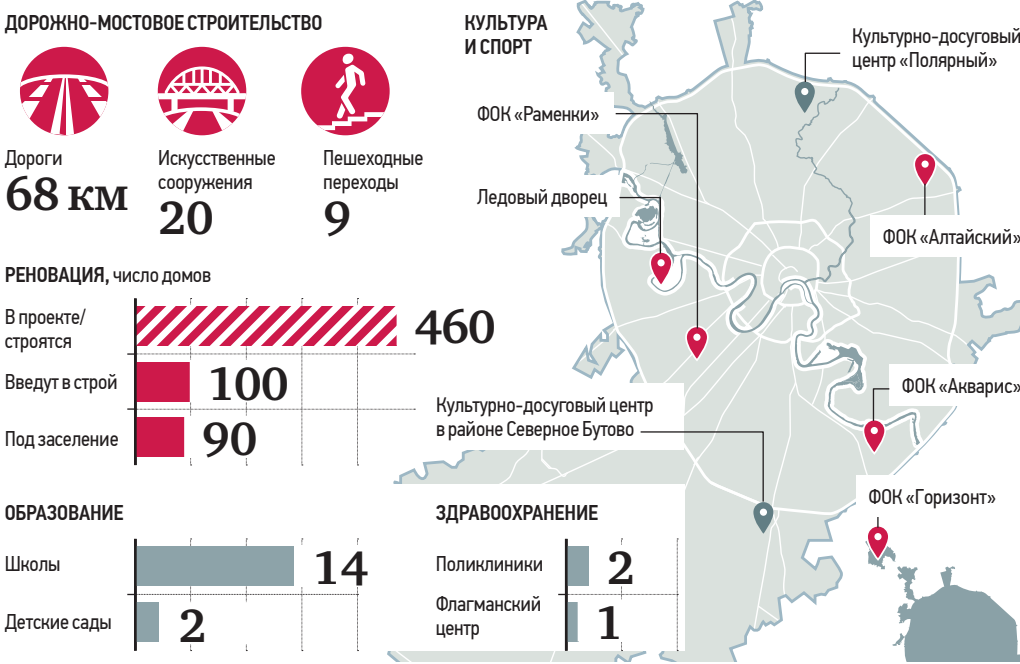 ДОРОЖНО-МОСТОВОЕ СТРОИТЕЛЬСТВО
Дороги
68 км
Искусственные
сооружения
20
Пешеходные
переходы
9
РЕНОВАЦИЯ, число домов
В проекте/
строятся
460
Введут в строй
100
Под заселение
90
ОБРАЗОВАНИЕ
Школы
14
Детские сады
2
ЗДРАВООХРАНЕНИЕ
Поликлиники
2
Флагманский
центр
1
КУЛЬТУРА
И СПОРТ
Культурно-досуговый
центр «Полярный»
ФОК «Раменки»
Ледовый дворец
ФОК «Алтайский»
ФОК «Акварис»
Культурно-досуговый центр
в районе Северное Бутово
ФОК «Горизонт»